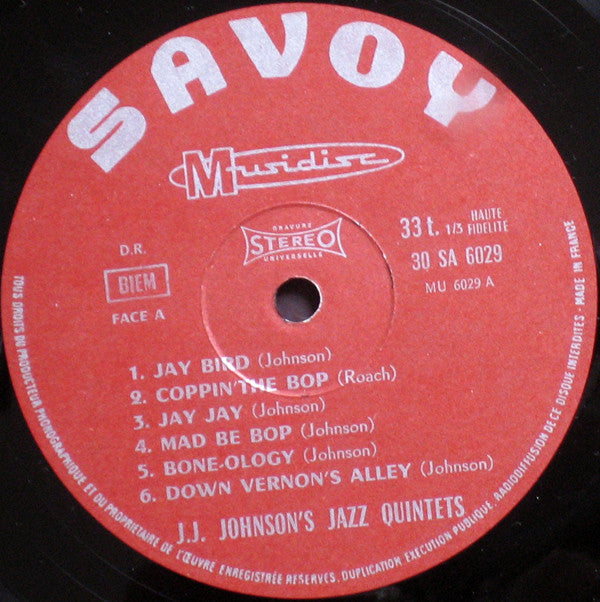 SAVOY
Musidisc
GRAVURE
STEREO
UNIVERSELLE
33 t. 1/3 HAUTE FIDELITE
30 SA 6029
MU 6029 A
D.R.
BIEM
FACE A
1. JAY BIRD (Johnson)
2. COPPIN'THE BOP (Roach)
3. JAY JAY (Johnson)
4. MAD BE BOP (Johnson)
5. BONE-OLOGY (Johnson)
6. DOWN VERNON'S ALLEY (Johnson)
J.J. JOHNSON'S JAZZ QUINTETS
TOUS DROITS DU PRODUCTEUR PHONOGRAPHIQUE ET DU PROPRIETAIRE DE L'ŒUVRE ENREGISTRÉE RESERVES. DUPLICATION EXECUTION PUBLIQUE. RADIODIFFUSION DE CE DISQUE INTERDITES - MADE IN FRANCE